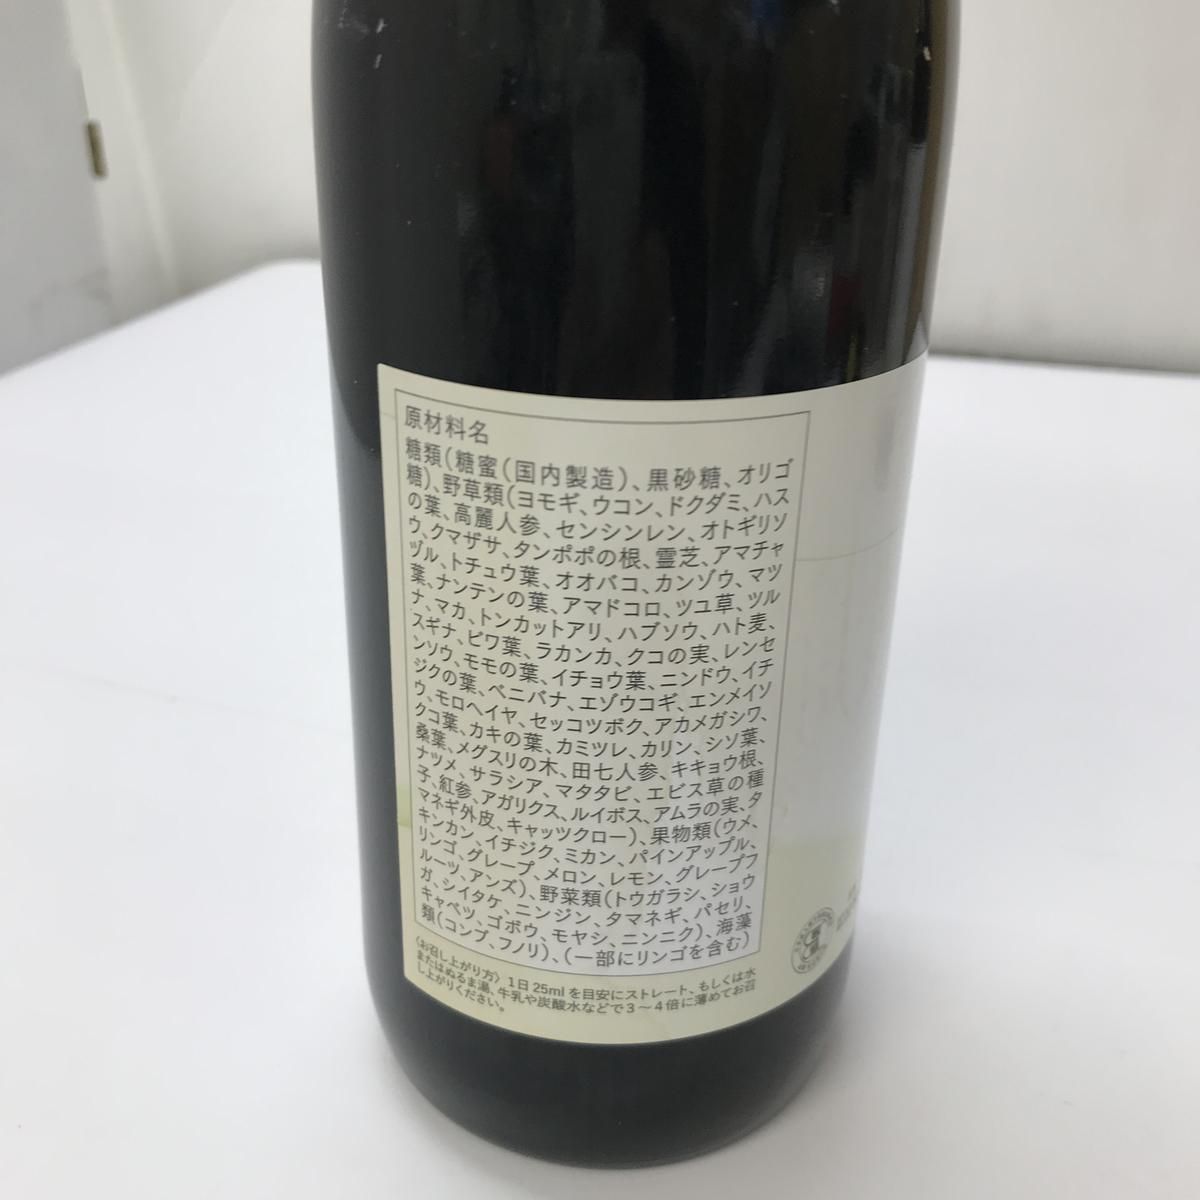 原材料名
糖類(糖蜜(国内製造)、黒砂糖、オリゴ
糖)、野草類(ヨモギ、ウコン、ドクダミ、ハス
の葉、高麗人参、センシンレン、オトギリソ
ウ、クマザサ、タンポポの根、霊芝、アマチャ
ヅル、トチュウ葉、オオバコ、カンゾウ、マツ
葉、ナンテンの葉、アマドコロ、ツユ草、ツル
ナ、マカ、トンカットアリ、ハブソウ、ハト麦、
スギナ、ビワ葉、ラカンカ、クコの実、レンセ
ンソウ、モモの葉、イチョウ葉、ニンドウ、イチ
ジクの葉、ベニバナ、エゾウコギ、エンメイソ
ウ、モロヘイヤ、セッコツボク、アカメガシワ、
クコ葉、カキの葉、カミツレ、カリン、シソ葉、
桑葉、メグスリの木、田七人参、キキョウ根、
ナツメ、サラシア、マタタビ、エビス草の種
子、紅参、アガリクス、ルイボス、アムラの実、タ
マネギ外皮、キャッツクロー)、果物類(ウメ、
キンカン、イチジク、ミカン、パインアップル、
リンゴ、グレープ、メロン、レモン、グレープフ
ルーツ、アンズ)、野菜類(トウガラシ、ショウ
ガ、シイタケ、ニンジン、タマネギ、パセリ、
キャベツ、ゴボウ、モヤシ、ニンニク)、海藻
類(コンブ、フノリ)、(一部にリンゴを含む)
〈お召し上がり方〉1日25mlを目安にストレート、もしくは水
またはぬるま湯、牛乳や炭酸水などで3〜4倍に薄めてお召
し上がりください。